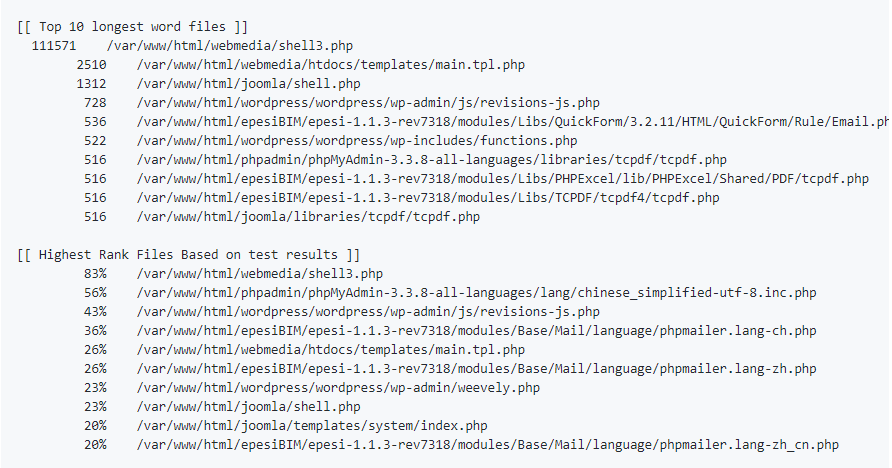 [[ Top 10 longest word files ]]
111571 /var/www/html/webmedia/shell3.php
2510 /var/www/html/webmedia/htdocs/templates/main.tpl.php
1312 /var/www/html/joomla/shell.php
728 /var/www/html/wordpress/wordpress/wp-admin/js/revisions-js.php
536 /var/www/html/epesiBIM/epesi-1.1.3-rev7318/modules/Libs/QuickForm/3.2.11/HTML/QuickForm/Rule/Email.ph
522 /var/www/html/wordpress/wordpress/wp-includes/functions.php
516 /var/www/html/phpadmin/phpMyAdmin-3.3.8-all-languages/libraries/tcpdf/tcpdf.php
516 /var/www/html/epesiBIM/epesi-1.1.3-rev7318/modules/Libs/PHPExcel/lib/PHPExcel/Shared/PDF/tcpdf.php
516 /var/www/html/epesiBIM/epesi-1.1.3-rev7318/modules/Libs/TCPDF/tcpdf4/tcpdf.php
516 /var/www/html/joomla/libraries/tcpdf/tcpdf.php
[[ Highest Rank Files Based on test results ]]
83% /var/www/html/webmedia/shell3.php
56% /var/www/html/phpadmin/phpMyAdmin-3.3.8-all-languages/lang/chinese_simplified-utf-8.inc.php
43% /var/www/html/wordpress/wordpress/wp-admin/js/revisions-js.php
36% /var/www/html/epesiBIM/epesi-1.1.3-rev7318/modules/Base/Mail/language/phpmailer.lang-ch.php
26% /var/www/html/webmedia/htdocs/templates/main.tpl.php
26% /var/www/html/epesiBIM/epesi-1.1.3-rev7318/modules/Base/Mail/language/phpmailer.lang-zh.php
23% /var/www/html/wordpress/wordpress/wp-admin/weevely.php
23% /var/www/html/joomla/shell.php
20% /var/www/html/joomla/templates/system/index.php
20% /var/www/html/epesiBIM/epesi-1.1.3-rev7318/modules/Base/Mail/language/phpmailer.lang-zh_cn.php